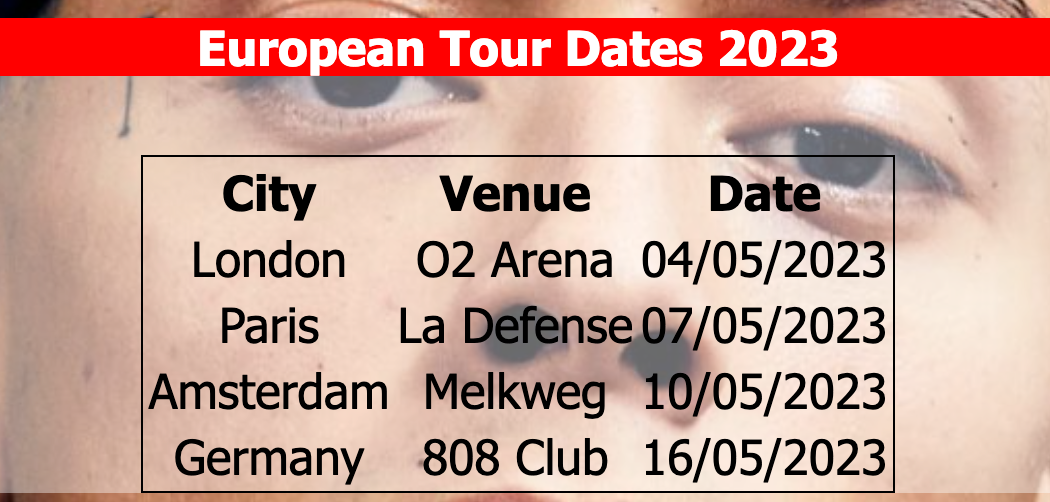 European Tour Dates 2023
City Venue Date
London O2 Arena 04/05/2023
Paris La Defense 07/05/2023
Amsterdam Melkweg 10/05/2023
Germany 808 Club 16/05/2023